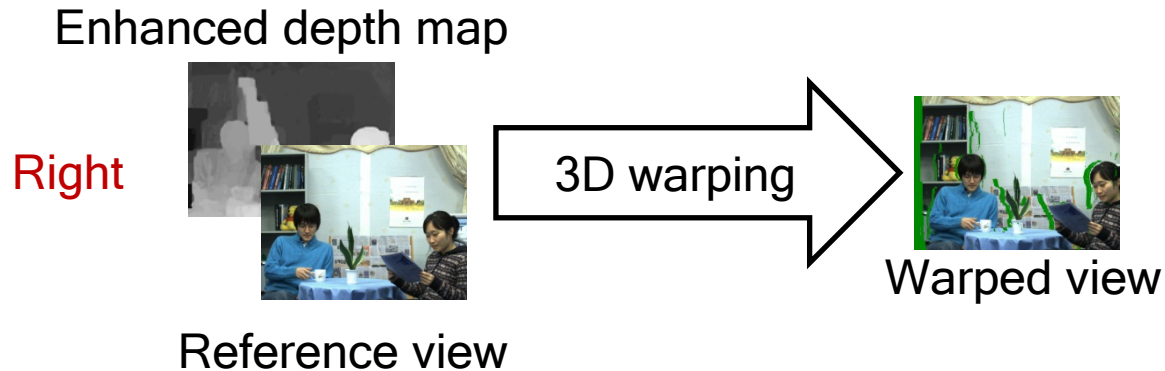 Enhanced depth map
Right
3D warping
Warped view
Reference view